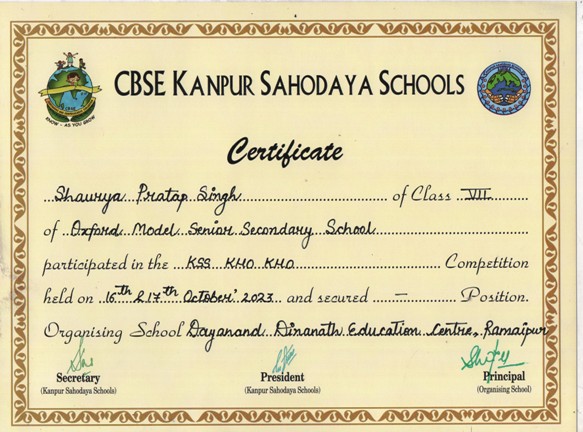 CBSE KANPUR SAHODAYA SCHOOLS
KNOW - AS YOU GROW
Certificate
Shaurya Pratap Singh of Class VII
of Oxford Model Senior Secondary School
participated in the KSS KHO KHO Competition
held on 16th & 17th October' 2023 and secured — Position.
Organising School Dayanand Dinanath Education Centre, Ramaipur
Secretary President Principal
(Kanpur Sahodaya Schools) (Kanpur Sahodaya Schools) (Organising School)